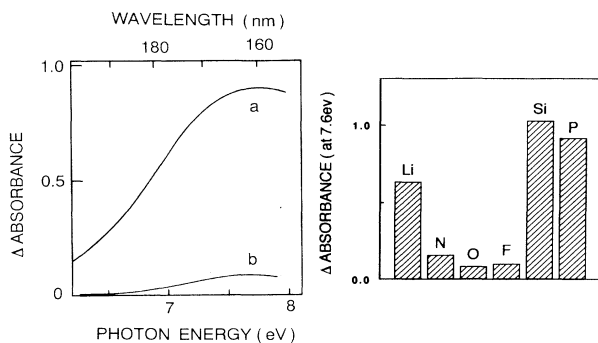 WAVELENGTH (nm)
180 160
1.0
0.5
0
a
b
Δ ABSORBANCE
7 8
PHOTON ENERGY (eV)
Δ ABSORBANCE (at 7.6ev)
1.0
0.0
Li
N
O
F
Si
P